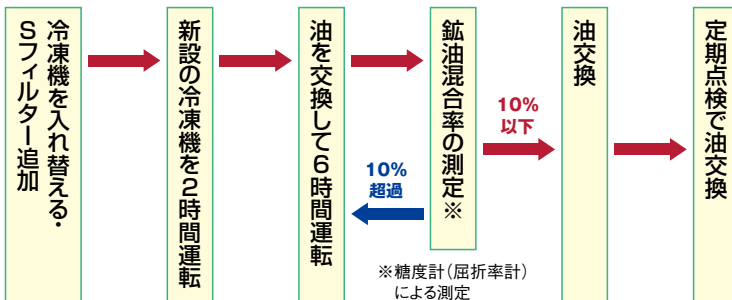 冷凍機を入れ替える・
Sフィルター追加
新設の冷凍機を2時間運転
油を交換して6時間運転
10%
超過
鉱油混合率の測定※
10%
以下
油交換
定期点検で油交換
※糖度計(屈折率計)
による測定